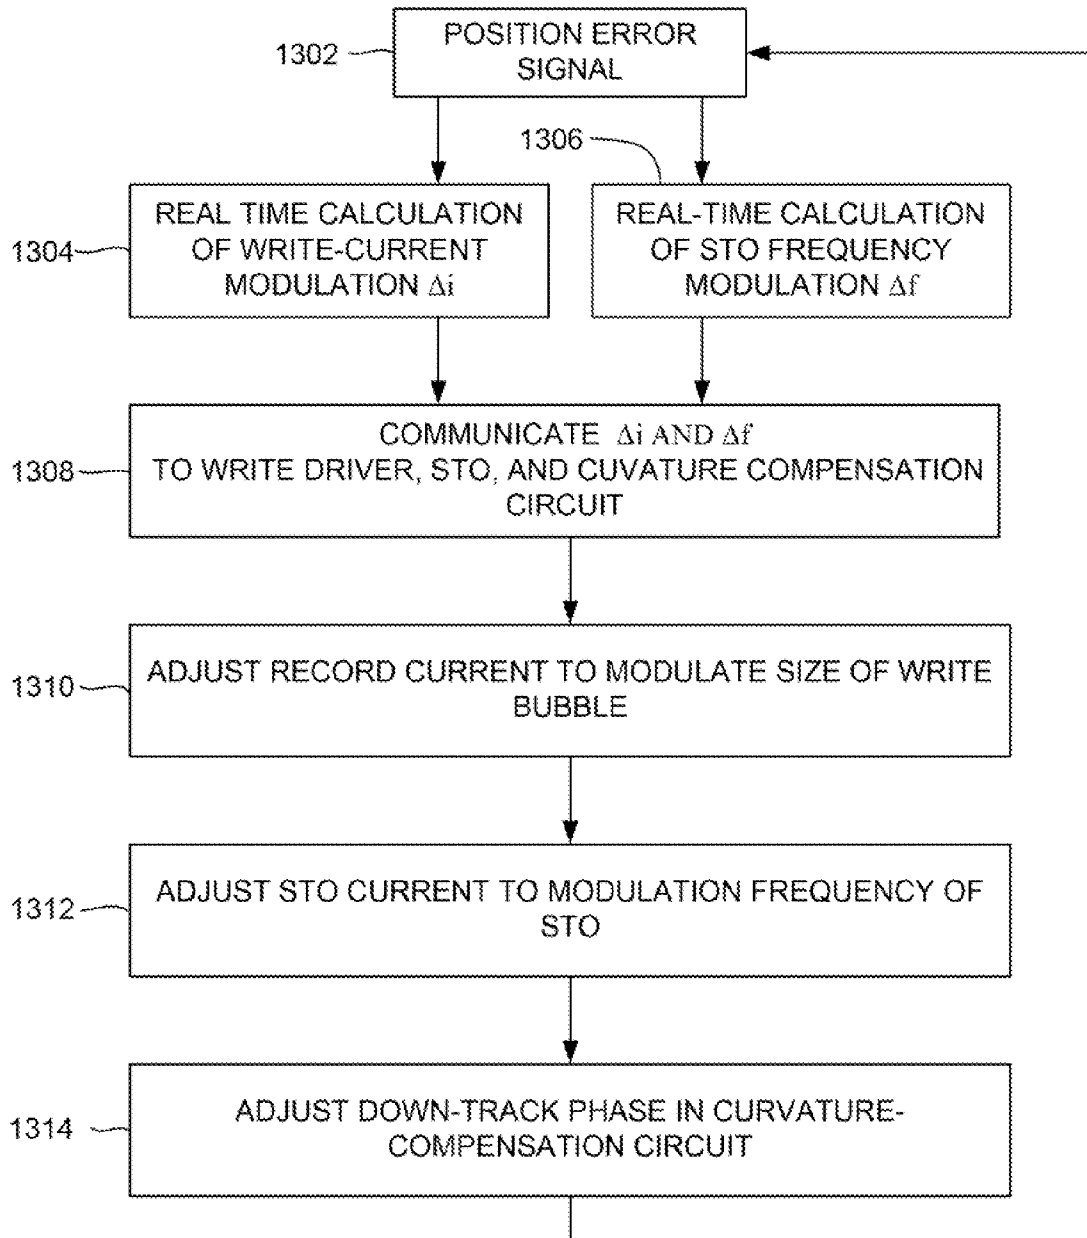 1302
POSITION ERROR
SIGNAL
1306
1304
REAL TIME CALCULATION
OF WRITE-CURRENT
MODULATION Δi
REAL-TIME CALCULATION
OF STO FREQUENCY
MODULATION Δf
1308
COMMUNICATE Δi AND Δf
TO WRITE DRIVER, STO, AND CUVATURE COMPENSATION
CIRCUIT
1310
ADJUST RECORD CURRENT TO MODULATE SIZE OF WRITE
BUBBLE
1312
ADJUST STO CURRENT TO MODULATION FREQUENCY OF
STO
1314
ADJUST DOWN-TRACK PHASE IN CURVATURE-
COMPENSATION CIRCUIT